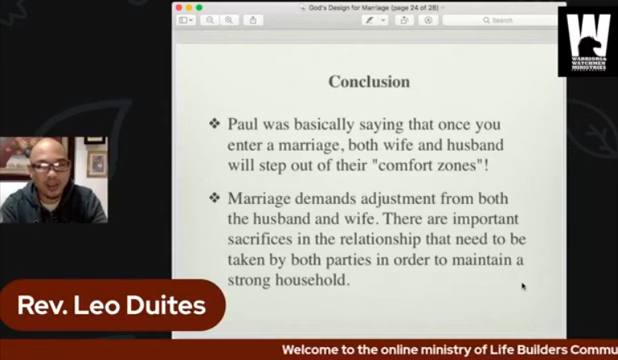 God's Design for Marriage (page 24 of 28)
Search
W
WARRIORS &
WATCHMEN
MINISTRIES
Conclusion
❖ Paul was basically saying that once you
enter a marriage, both wife and husband
will step out of their "comfort zones"!
❖ Marriage demands adjustment from both
the husband and wife. There are important
sacrifices in the relationship that need to be
taken by both parties in order to maintain a
strong household.
Rev. Leo Duites
Welcome to the online ministry of Life Builders Commu